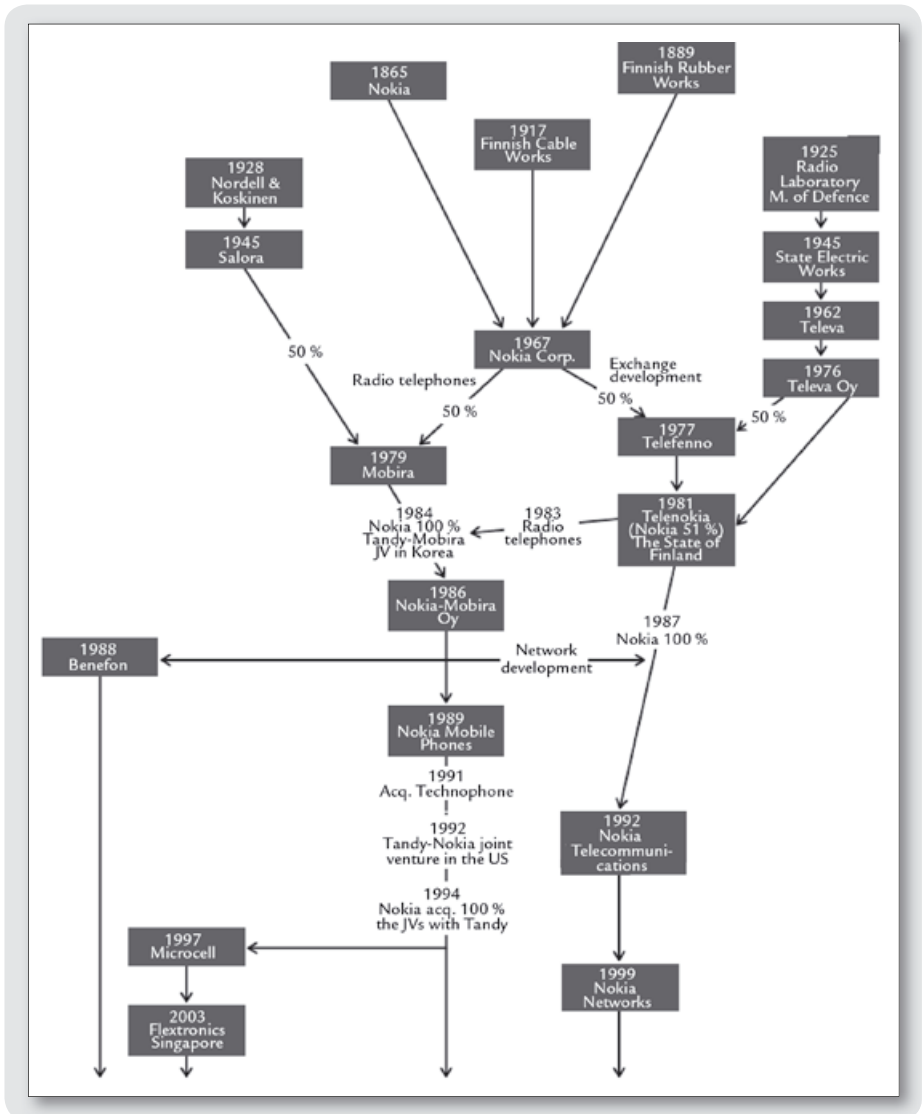 1865
Nokia
1889
Finnish Rubber
Works
1917
Finnish Cable
Works
1925
Radio
Laboratory
M. of Defence
1928
Nordell &
Koskinen
1945
Salora
1945
State Electric
Works
1962
Televa
1967
Nokia Corp.
50 %
Radio telephones
50 %
Exchange
development
50 %
1976
Televa Oy
50 %
1977
Telefenno
1979
Mobira
1984
Nokia 100 %
Tandy-Mobira
JV in Korea
1983
Radio
telephones
1981
Telenokia
(Nokia 51 %)
The State of
Finland
1986
Nokia-Mobira
Oy
1987
Nokia 100 %
1988
Benefon
Network
development
1989
Nokia Mobile
Phones
1991
Acq. Technophone
1992
Tandy-Nokia joint
venture in the US
1992
Nokia
Telecommuni-
cations
1994
Nokia acq. 100 %
the JVs with Tandy
1997
Microcell
1999
Nokia
Networks
2003
Flextronics
Singapore